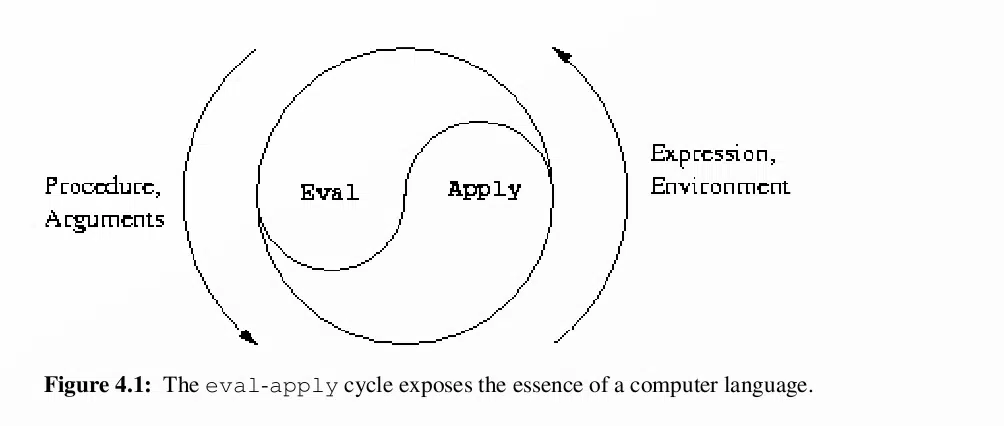 Procedure,
Arguments
Eval
Apply
Expression,
Environment
Figure 4.1: The eval-apply cycle exposes the essence of a computer language.